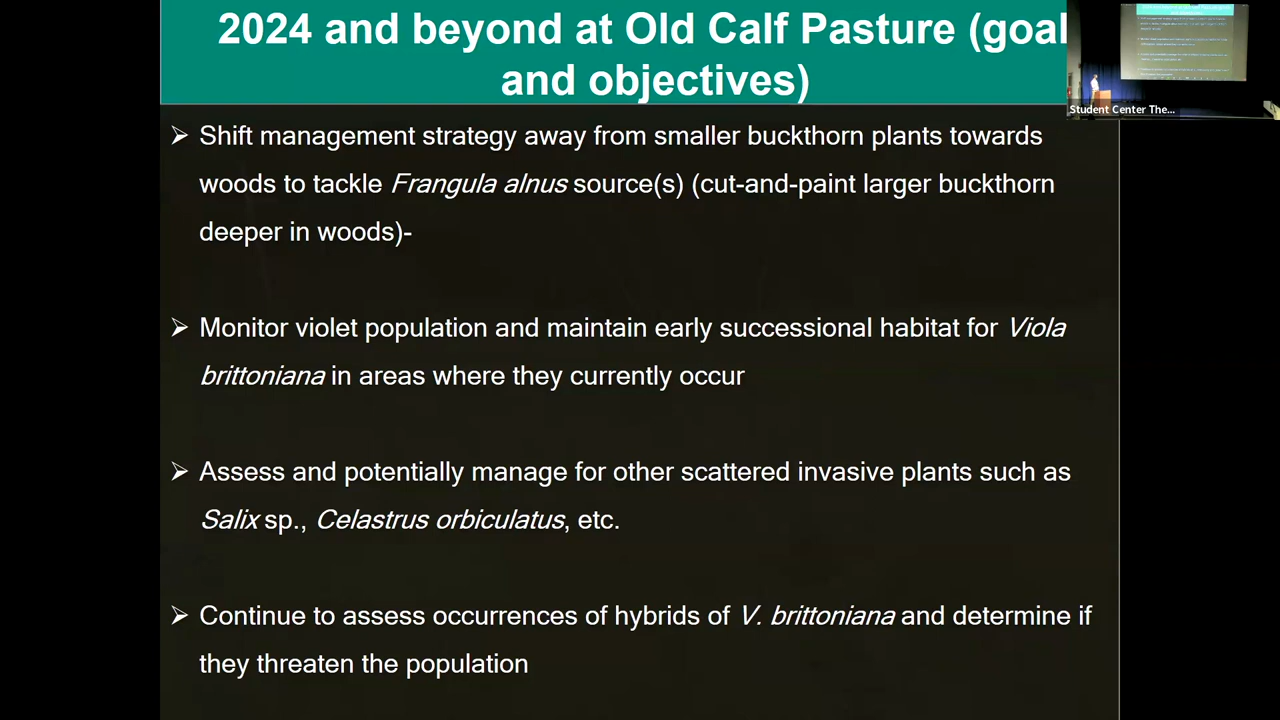 2024 and beyond at Old Calf Pasture (goal
and objectives)
Student Center The...
➢ Shift management strategy away from smaller buckthorn plants towards
woods to tackle Frangula alnus source(s) (cut-and-paint larger buckthorn
deeper in woods)-
➢ Monitor violet population and maintain early successional habitat for Viola
brittoniana in areas where they currently occur
➢ Assess and potentially manage for other scattered invasive plants such as
Salix sp., Celastrus orbiculatus, etc.
➢ Continue to assess occurrences of hybrids of V. brittoniana and determine if
they threaten the population